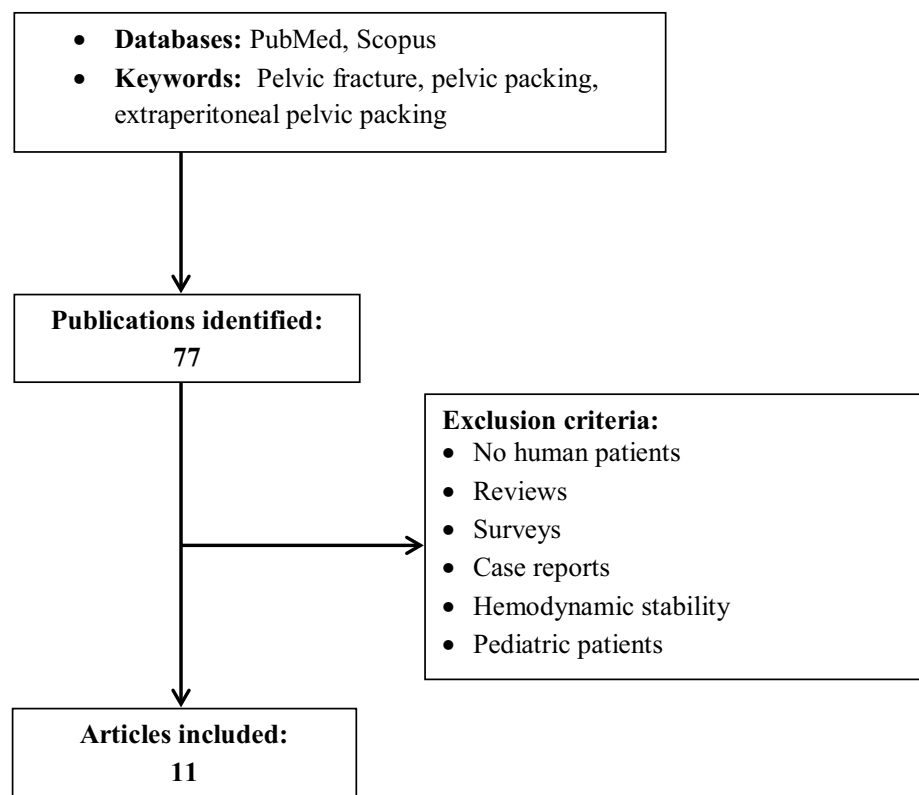 • Databases: PubMed, Scopus
• Keywords: Pelvic fracture, pelvic packing,
extraperitoneal pelvic packing
Publications identified:
77
Exclusion criteria:
• No human patients
• Reviews
• Surveys
• Case reports
• Hemodynamic stability
• Pediatric patients
Articles included:
11